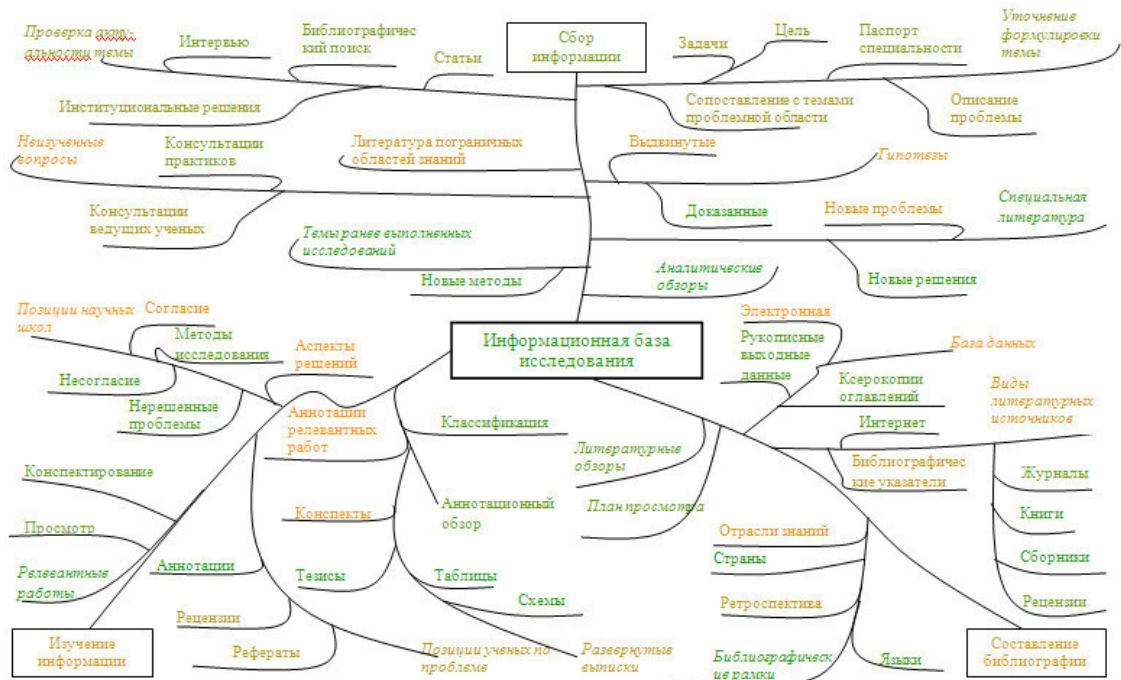 Проверка акту-
альности темы
Интервью
Библиографичес
кий поиск
Статьи
Сбор
информации
Задачи
Цель
Паспорт
специальности
Уточнение
формулировки
темы
Институциональные решения
Сопоставление с темами
проблемной области
Описание
проблемы
Неизученные
вопросы
Консультации
практиков
Литература пограничных
областей знаний
Выдвинутые
Гипотезы
Консультации
ведущих ученых
Доказанные
Новые проблемы
Специальная
литература
Темы ранее выполненных
исследований
Новые методы
Аналитические
обзоры
Новые решения
Позиции научных
школ
Согласие
Методы
исследования
Аспекты
решений
Несогласие
Нерешенные
проблемы
Информационная база
исследования
Электронная
Рукописные
выходные
данные
База данных
Ксерокопии
оглавлений
Виды
литературных
источников
Интернет
Аннотации
релевантных
работ
Классификация
Литературные
обзоры
Библиографичес
кие указатели
Журналы
Конспектирование
Конспекты
Аннотационный
обзор
План просмотра
Книги
Просмотр
Отрасли знаний
Страны
Сборники
Релевантные
работы
Аннотации
Тезисы
Таблицы
Схемы
Ретроспектива
Рецензии
Рецензии
Изучение
информации
Рефераты
Позиции ученых по
проблеме
Развернутые
выписки
Библиографическ
ие рамки
Языки
Составление
библиографии